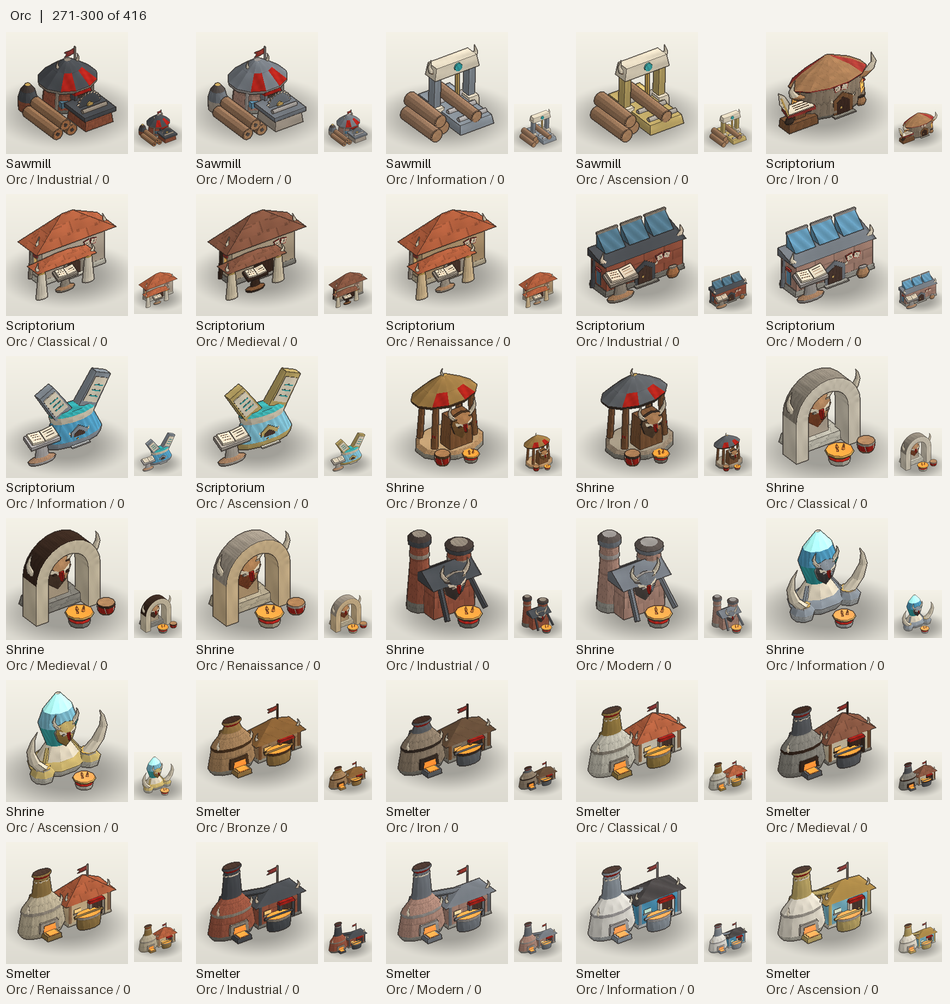 Orc | 271-300 of 416
Sawmill
Orc / Industrial / 0
Sawmill
Orc / Modern / 0
Sawmill
Orc / Information / 0
Sawmill
Orc / Ascension / 0
Scriptorium
Orc / Iron / 0
Scriptorium
Orc / Classical / 0
Scriptorium
Orc / Medieval / 0
Scriptorium
Orc / Renaissance / 0
Scriptorium
Orc / Industrial / 0
Scriptorium
Orc / Modern / 0
Scriptorium
Orc / Information / 0
Scriptorium
Orc / Ascension / 0
Shrine
Orc / Bronze / 0
Shrine
Orc / Iron / 0
Shrine
Orc / Classical / 0
Shrine
Orc / Medieval / 0
Shrine
Orc / Renaissance / 0
Shrine
Orc / Industrial / 0
Shrine
Orc / Modern / 0
Shrine
Orc / Information / 0
Shrine
Orc / Ascension / 0
Smelter
Orc / Bronze / 0
Smelter
Orc / Iron / 0
Smelter
Orc / Classical / 0
Smelter
Orc / Medieval / 0
Smelter
Orc / Renaissance / 0
Smelter
Orc / Industrial / 0
Smelter
Orc / Modern / 0
Smelter
Orc / Information / 0
Smelter
Orc / Ascension / 0